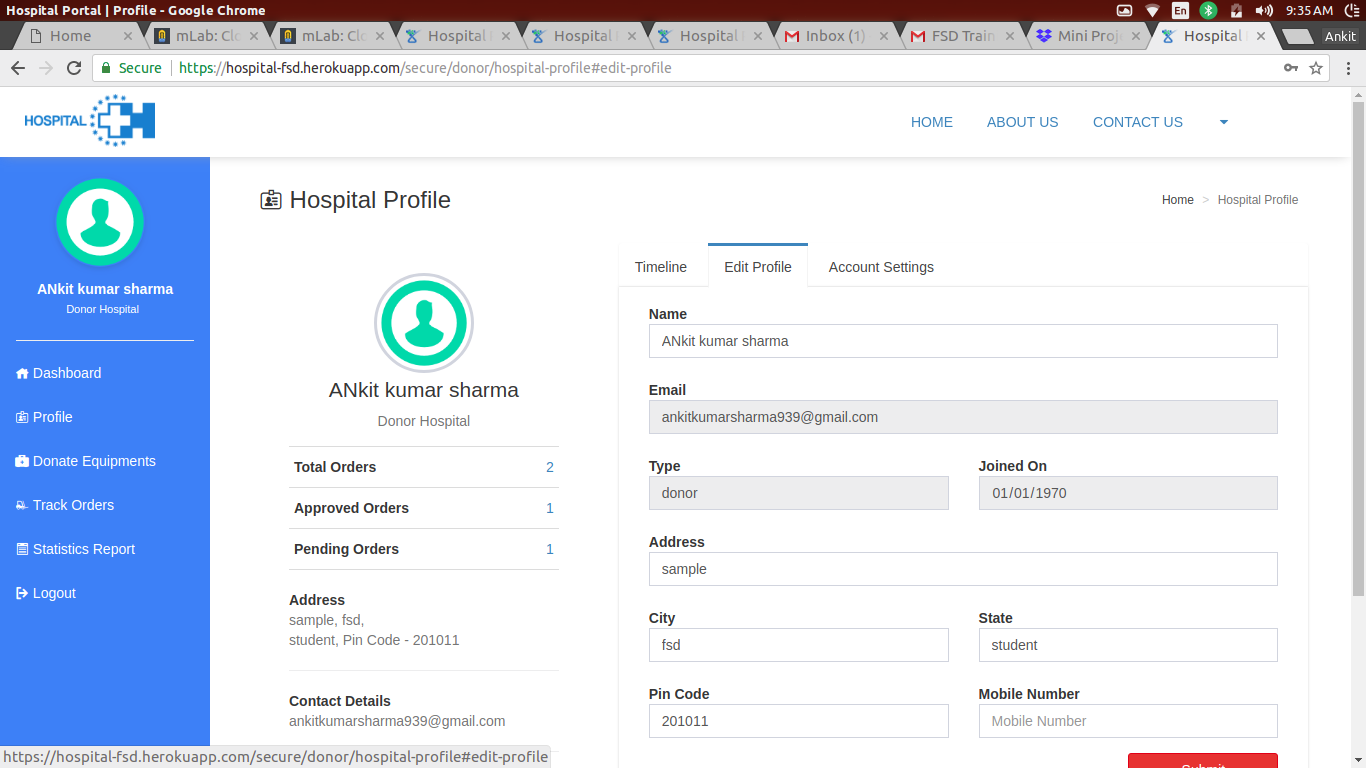 Hospital Portal | Profile - Google Chrome
En
9:35 AM
Home
mLab: Clo
mLab: Clo
Hospital
Hospital
Hospital
Inbox (1)
FSD Train
Mini Proj
Hospital
Ankit
Secure
https://hospital-fsd.herokuapp.com/secure/donor/hospital-profile#edit-profile
HOSPITAL H
HOME
ABOUT US
CONTACT US
ANkit kumar sharma
Donor Hospital
Dashboard
Profile
Donate Equipments
Track Orders
Statistics Report
Logout
Hospital Profile
Home > Hospital Profile
ANkit kumar sharma
Donor Hospital
Total Orders 2
Approved Orders 1
Pending Orders 1
Address
sample, fsd,
student, Pin Code - 201011
Contact Details
ankitkumarsharma939@gmail.com
Timeline
Edit Profile
Account Settings
Name
ANkit kumar sharma
Email
ankitkumarsharma939@gmail.com
Type
donor
Joined On
01/01/1970
Address
sample
City
fsd
State
student
Pin Code
201011
Mobile Number
Mobile Number
Submit
https://hospital-fsd.herokuapp.com/secure/donor/hospital-profile#edit-profile